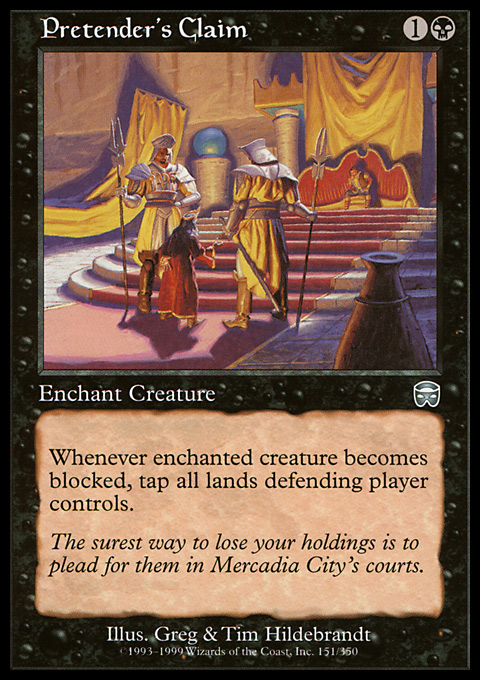 Pretender's Claim 1
Enchant Creature
Whenever enchanted creature becomes
blocked, tap all lands defending player
controls.
The surest way to lose your holdings is to
plead for them in Mercadia City's courts.
Illus. Greg & Tim Hildebrandt
©1993–1999 Wizards of the Coast, Inc. 151/350